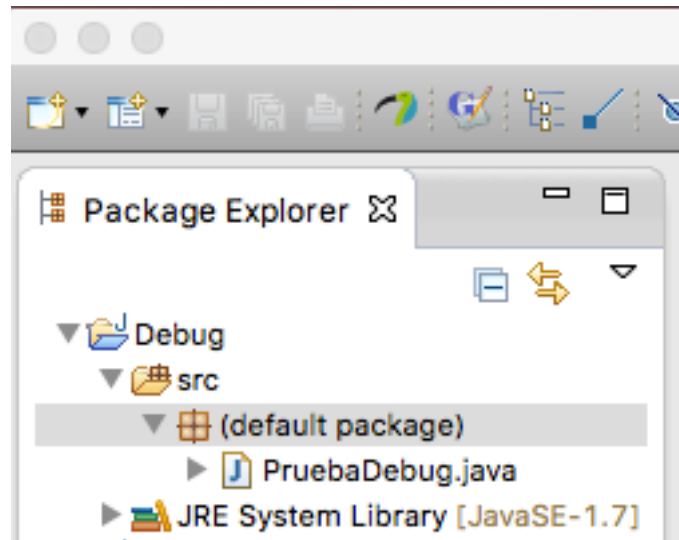 Package Explorer
Debug
src
(default package)
PruebaDebug.java
JRE System Library [JavaSE-1.7]